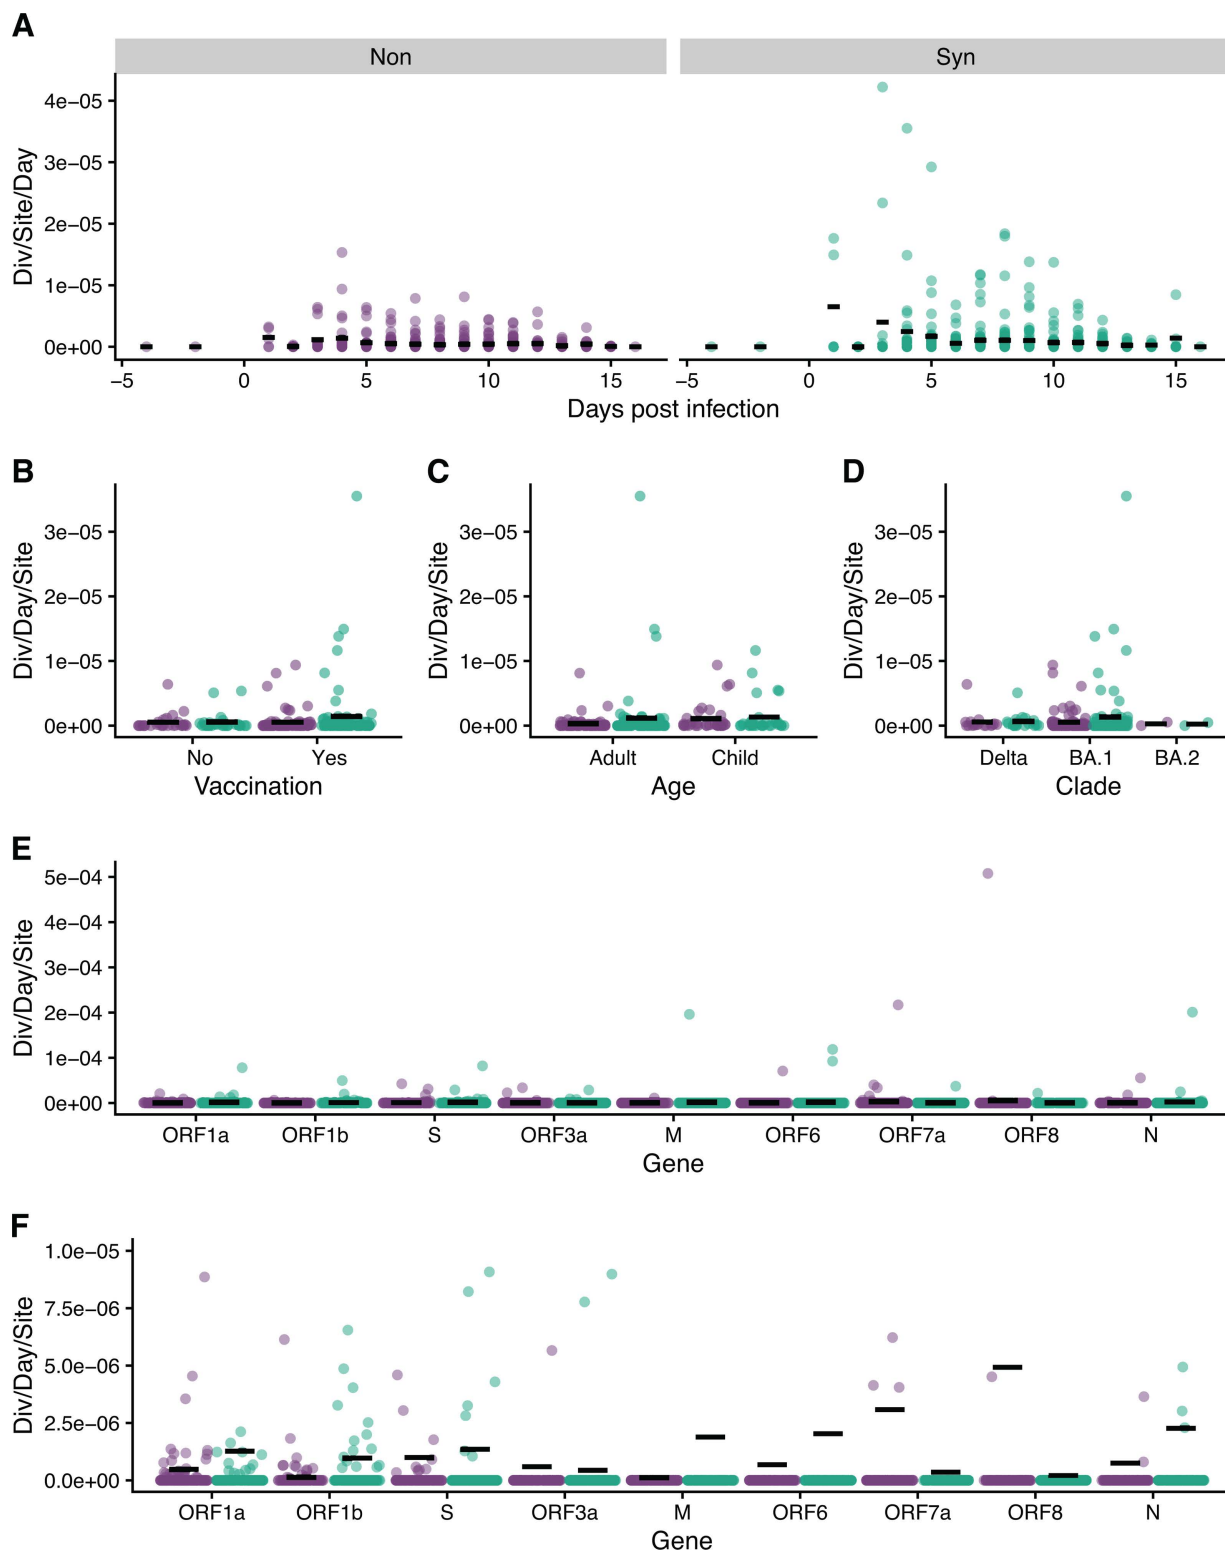 A
Non Syn
4e−05
3e−05
2e−05
1e−05
0e+00
Div/Site/Day
−5 0 5 10 15 −5 0 5 10 15
Days post infection
B
3e−05
2e−05
1e−05
0e+00
Div/Day/Site
No Yes
Vaccination
C
3e−05
2e−05
1e−05
0e+00
Div/Day/Site
Adult Child
Age
D
3e−05
2e−05
1e−05
0e+00
Div/Day/Site
Delta BA.1 BA.2
Clade
E
5e−04
4e−04
3e−04
2e−04
1e−04
0e+00
Div/Day/Site
ORF1a ORF1b S ORF3a M ORF6 ORF7a ORF8 N
Gene
F
1.0e−05
7.5e−06
5.0e−06
2.5e−06
0.0e+00
Div/Day/Site
ORF1a ORF1b S ORF3a M ORF6 ORF7a ORF8 N
Gene